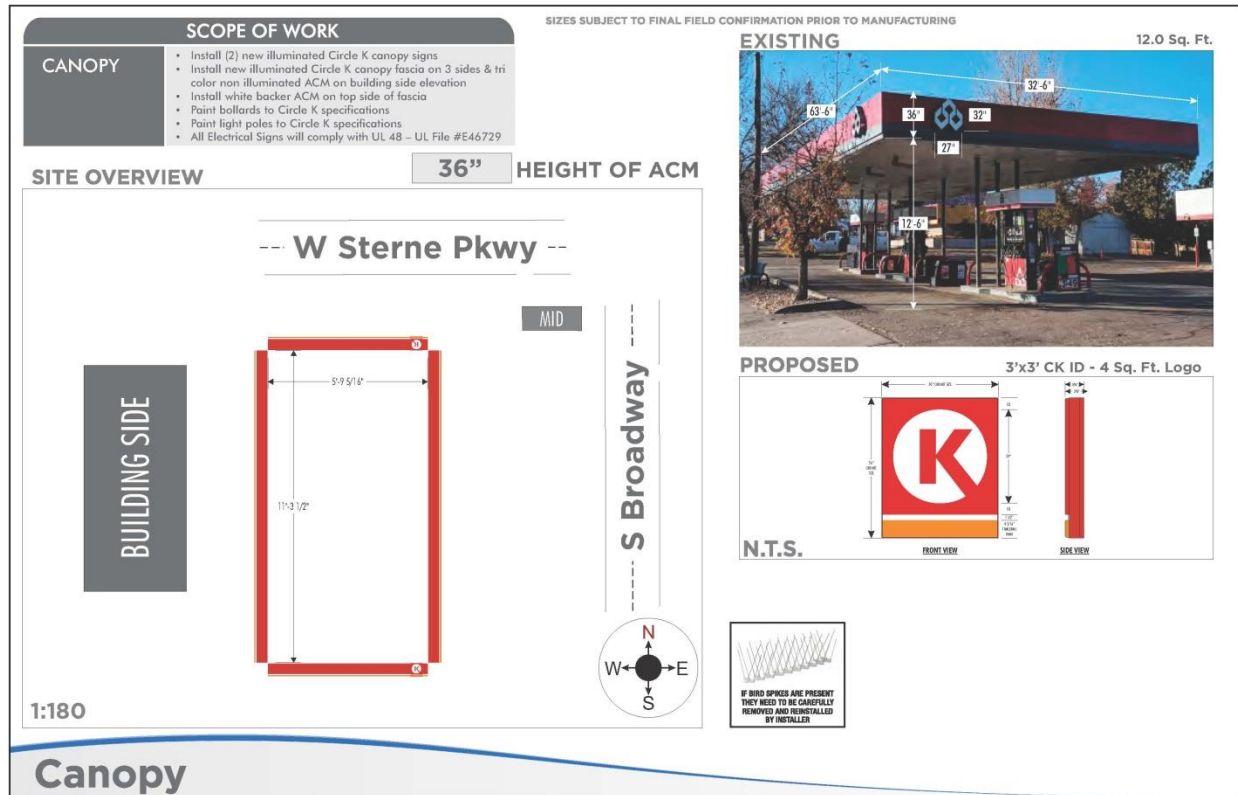 SCOPE OF WORK
CANOPY
• Install (2) new illuminated Circle K canopy signs
• Install new illuminated Circle K canopy fascia on 3 sides & tri
color non illuminated ACM on building side elevation
• Install white backer ACM on top side of fascia
• Paint bollards to Circle K specifications
• Paint light poles to Circle K specifications
• All Electrical Signs will comply with UL 48 – UL File #E46729
SIZES SUBJECT TO FINAL FIELD CONFIRMATION PRIOR TO MANUFACTURING
EXISTING
12.0 Sq. Ft.
63'-6"
32'-6"
36"
32"
27"
12'-6"
SITE OVERVIEW
36”
HEIGHT OF ACM
--- W Sterne Pkwy --
MID
K
5'-9 5/16"
BUILDING SIDE
11'-3 1/2"
S Broadway
K
N
W
E
S
1:180
PROPOSED
3’x3’ CK ID - 4 Sq. Ft. Logo
K
N.T.S.
FRONT VIEW
SIDE VIEW
IF BIRD SPIKES ARE PRESENT
THEY NEED TO BE CAREFULLY
REMOVED AND REINSTALLED
BY INSTALLER
Canopy